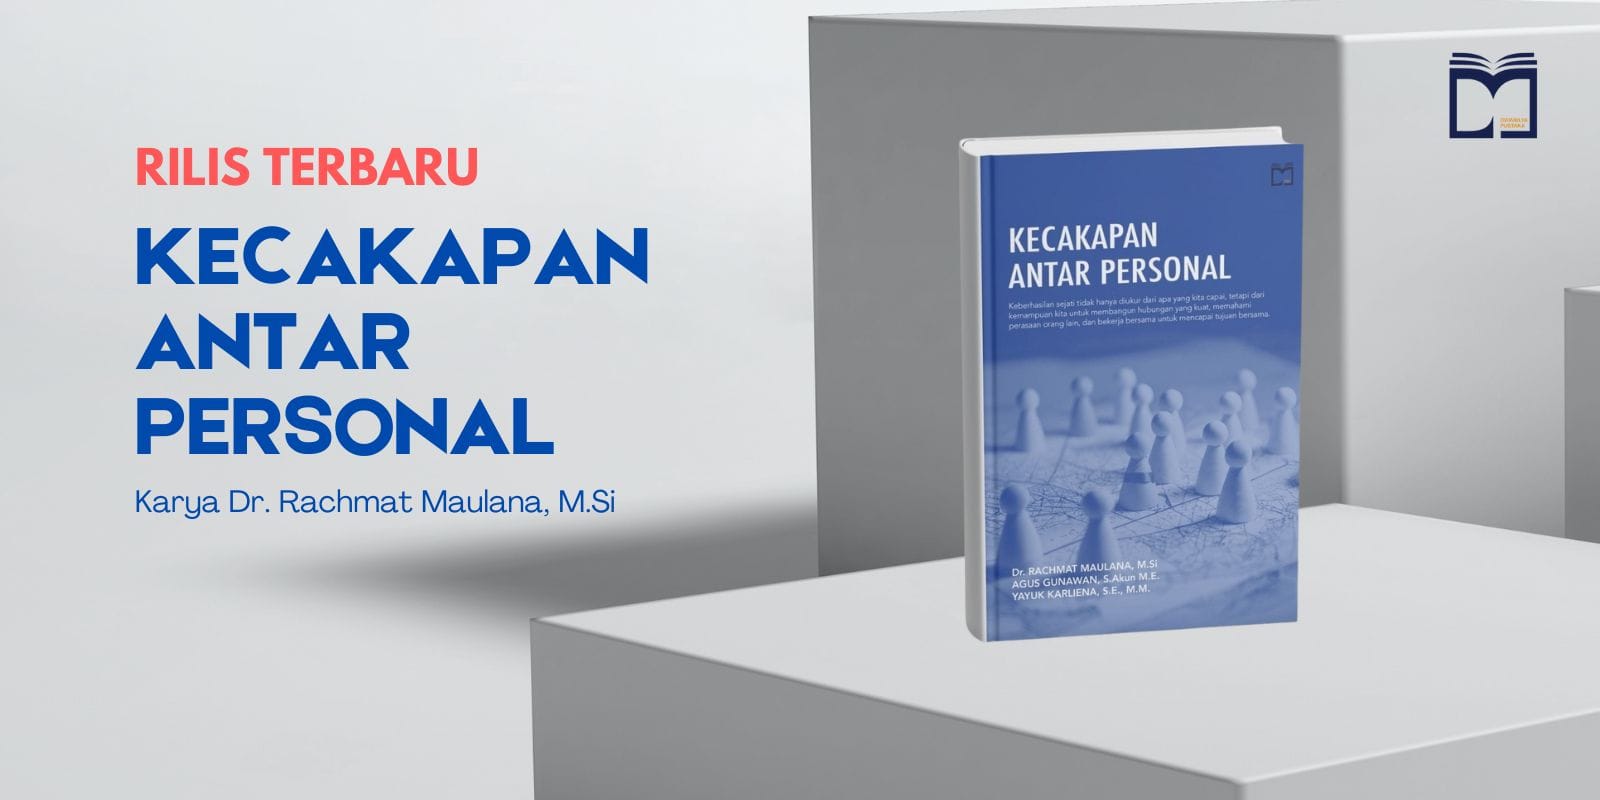 RILIS TERBARU
KECAKAPAN
ANTAR
PERSONAL
Karya Dr. Rachmat Maulana, M.Si
KECAKAPAN
ANTAR PERSONAL
Keberhasilan sejati tidak hanya diukur dari apa yang kita capai, tetapi dari
kemampuan kita untuk membangun hubungan yang kuat, memahami
perasaan orang lain, dan bekerja bersama untuk mencapai tujuan bersama.
Dr. RACHMAT MAULANA, M.Si
AGUS GUNAWAN, S.Akun M.E.
YAYUK KARLIENA, S.E., M.M.
PUSTAKA